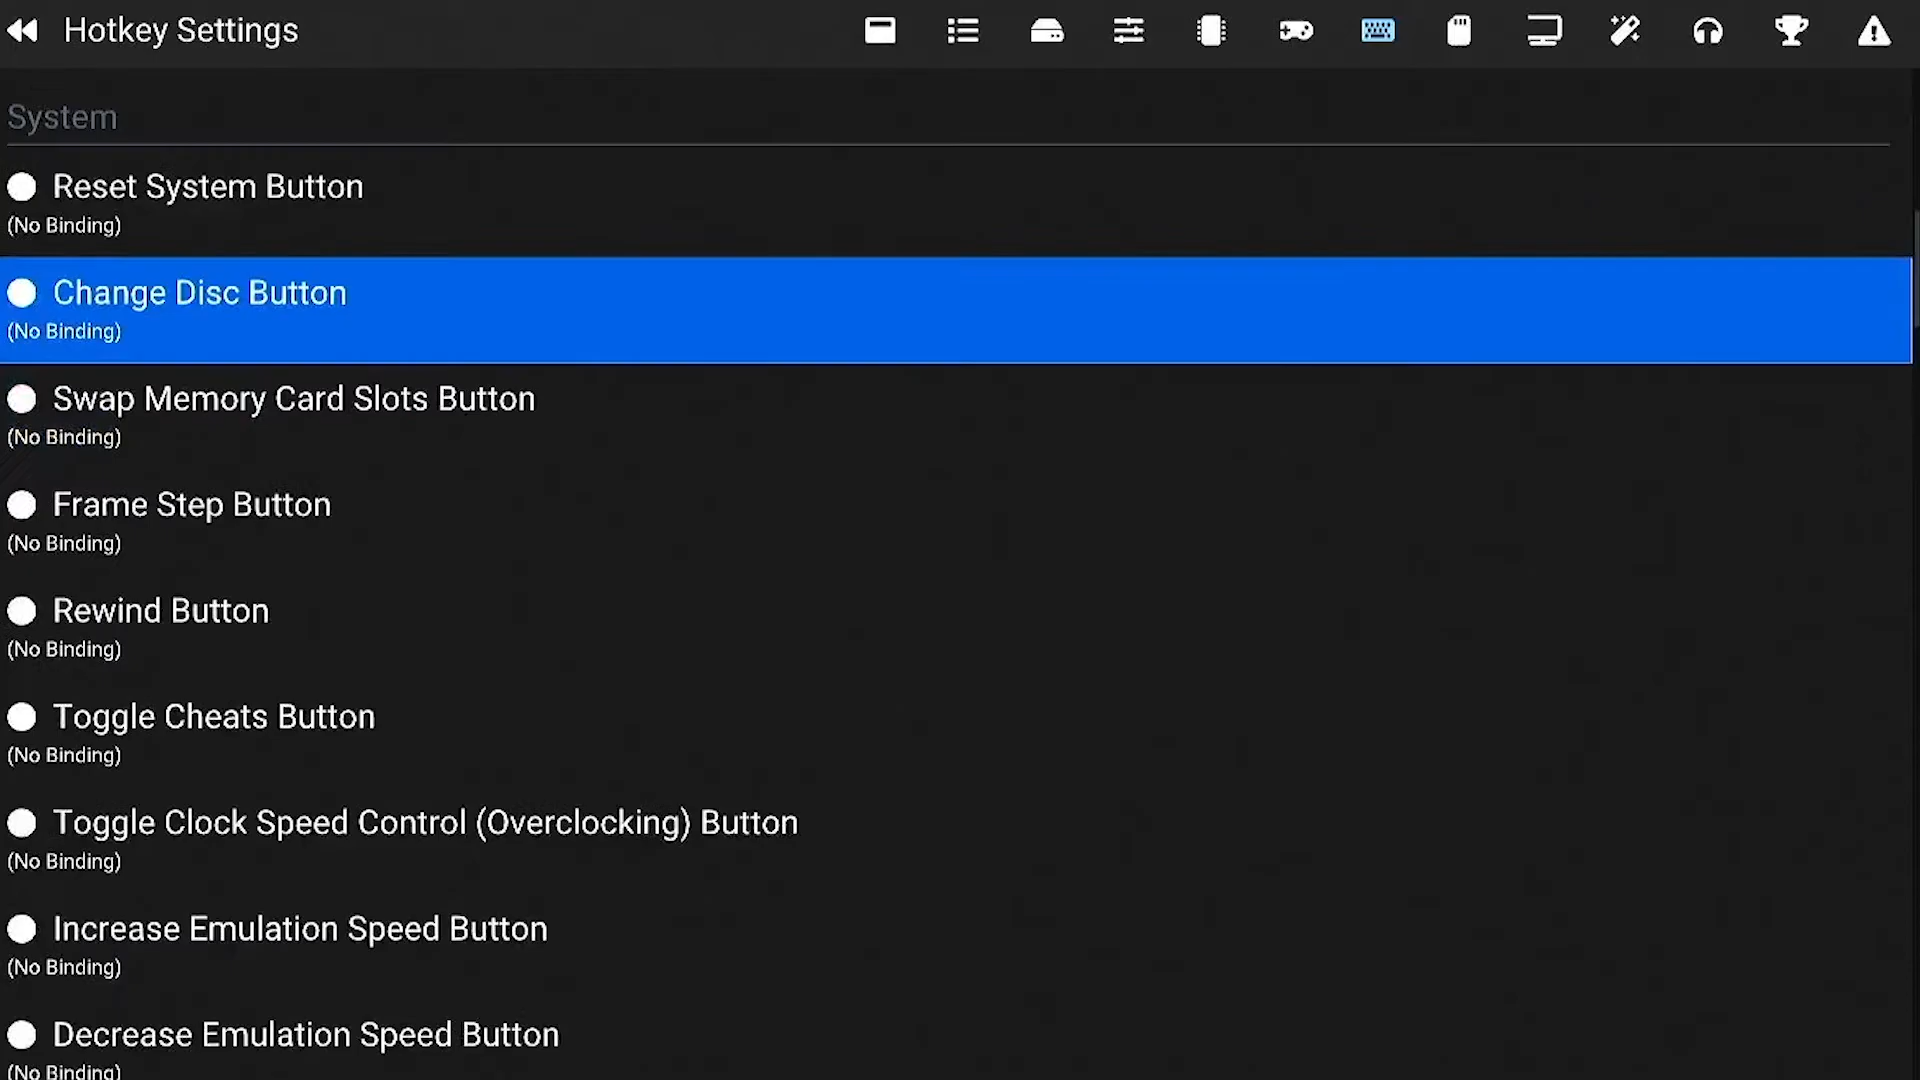 Hotkey Settings
System
Reset System Button
(No Binding)
Change Disc Button
(No Binding)
Swap Memory Card Slots Button
(No Binding)
Frame Step Button
(No Binding)
Rewind Button
(No Binding)
Toggle Cheats Button
(No Binding)
Toggle Clock Speed Control (Overclocking) Button
(No Binding)
Increase Emulation Speed Button
(No Binding)
Decrease Emulation Speed Button
(No Binding)